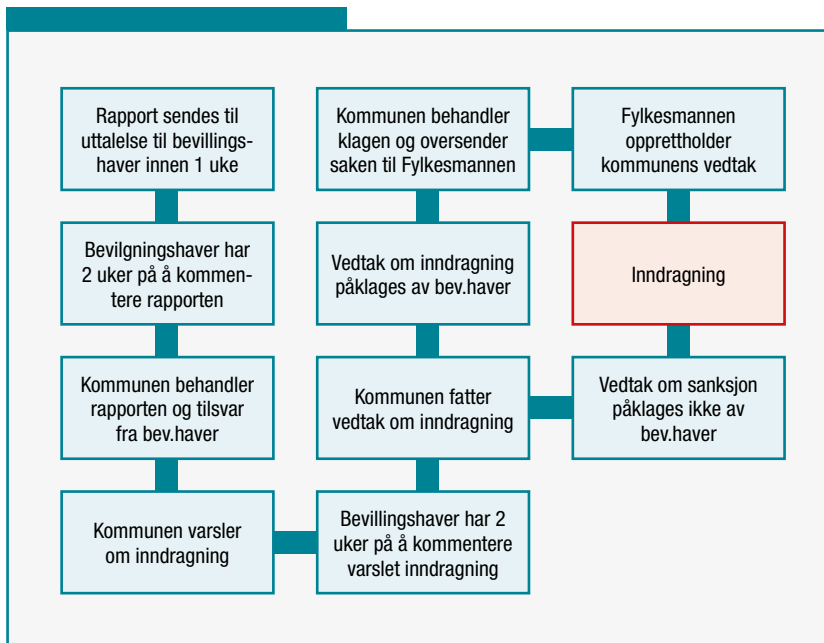 Rapport sendes til
uttalelse til bevillings-
haver innen 1 uke
Bevilgningshaver har
2 uker på å kommen-
tere rapporten
Kommunen behandler
rapporten og tilsvar
fra bev.haver
Kommunen varsler
om inndragning
Bevillingshaver har 2
uker på å kommentere
varslet inndragning
Kommunen fatter
vedtak om inndragning
Vedtak om inndragning
påklages av bev.haver
Kommunen behandler
klagen og oversender
saken til Fylkesmannen
Fylkesmannen
opprettholder
kommunens vedtak
Inndragning
Vedtak om sanksjon
påklages ikke av
bev.haver